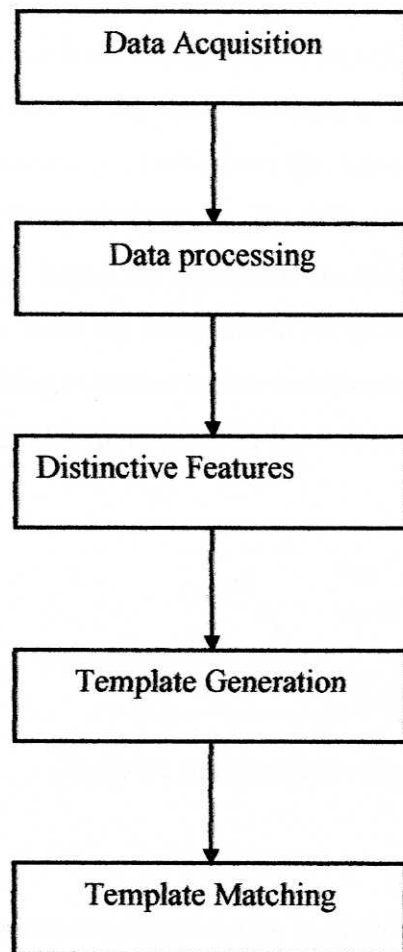 Data Acquisition
Data processing
Distinctive Features
Template Generation
Template Matching